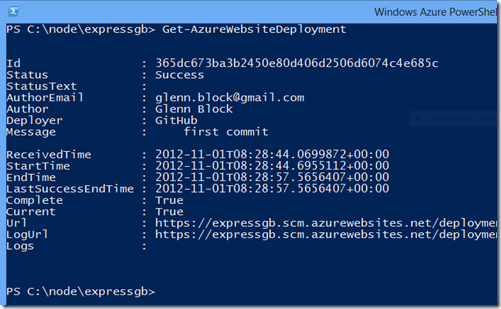 Windows Azure PowerShel
PS C:\node\expressgb> Get-AzureWebsiteDeployment
Id : 365dc673ba3b2450e80d406d2506d6074c4e685c
Status : Success
StatusText :
AuthorEmail : glenn.block@gmail.com
Author : Glenn Block
Deployer : GitHub
Message : first commit
ReceivedTime : 2012-11-01T08:28:44.0699872+00:00
StartTime : 2012-11-01T08:28:44.6955112+00:00
EndTime : 2012-11-01T08:28:57.5656407+00:00
LastSuccessEndTime : 2012-11-01T08:28:57.5656407+00:00
Complete : True
Current : True
Url : https://expressgb.scm.azurewebsites.net/deployme
LogUrl : https://expressgb.scm.azurewebsites.net/deployme
Logs :
PS C:\node\expressgb>